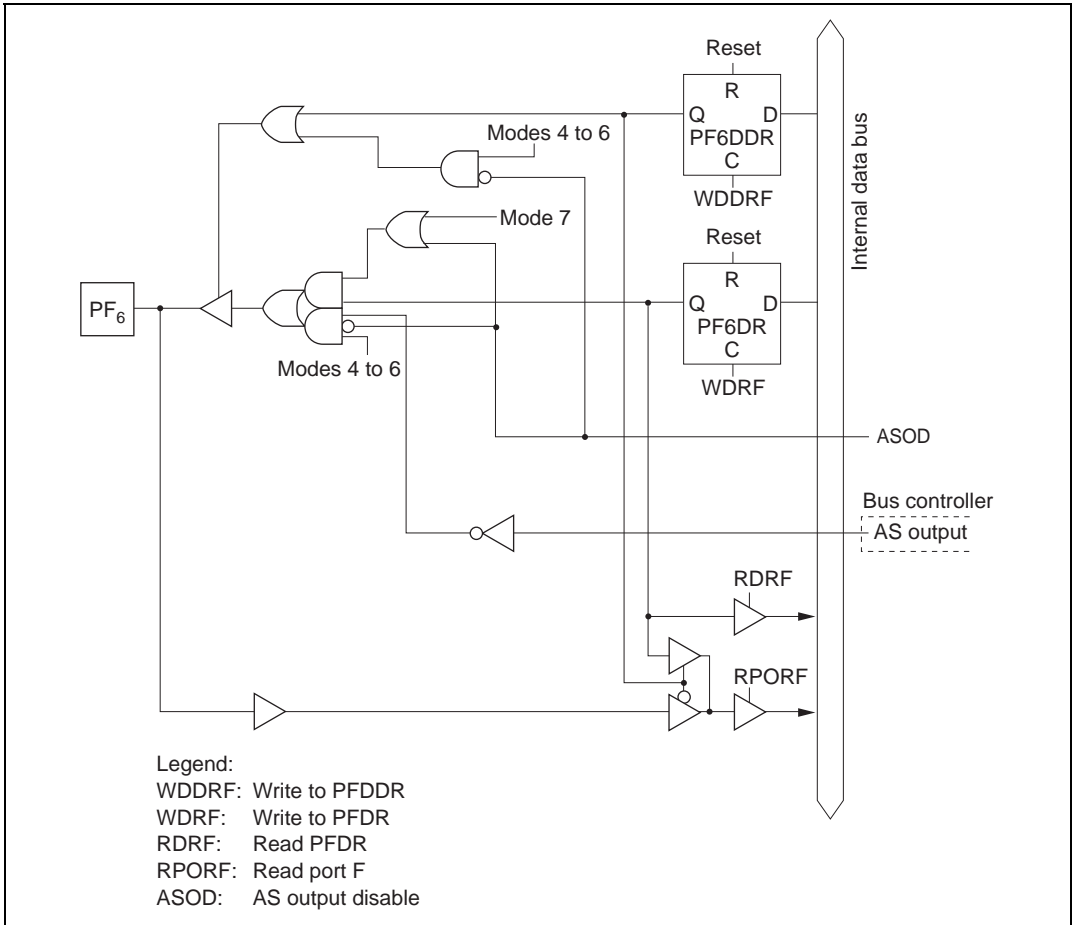 Reset
R
Q D
PF6DDR
C
WDDRF
Modes 4 to 6
Mode 7
Reset
R
Q D
PF6DR
C
WDRF
Internal data bus
PF6
Modes 4 to 6
ASOD
Bus controller
AS output
RDRF
RPORF
Legend:
WDDRF: Write to PFDDR
WDRF: Write to PFDR
RDRF: Read PFDR
RPORF: Read port F
ASOD: AS output disable